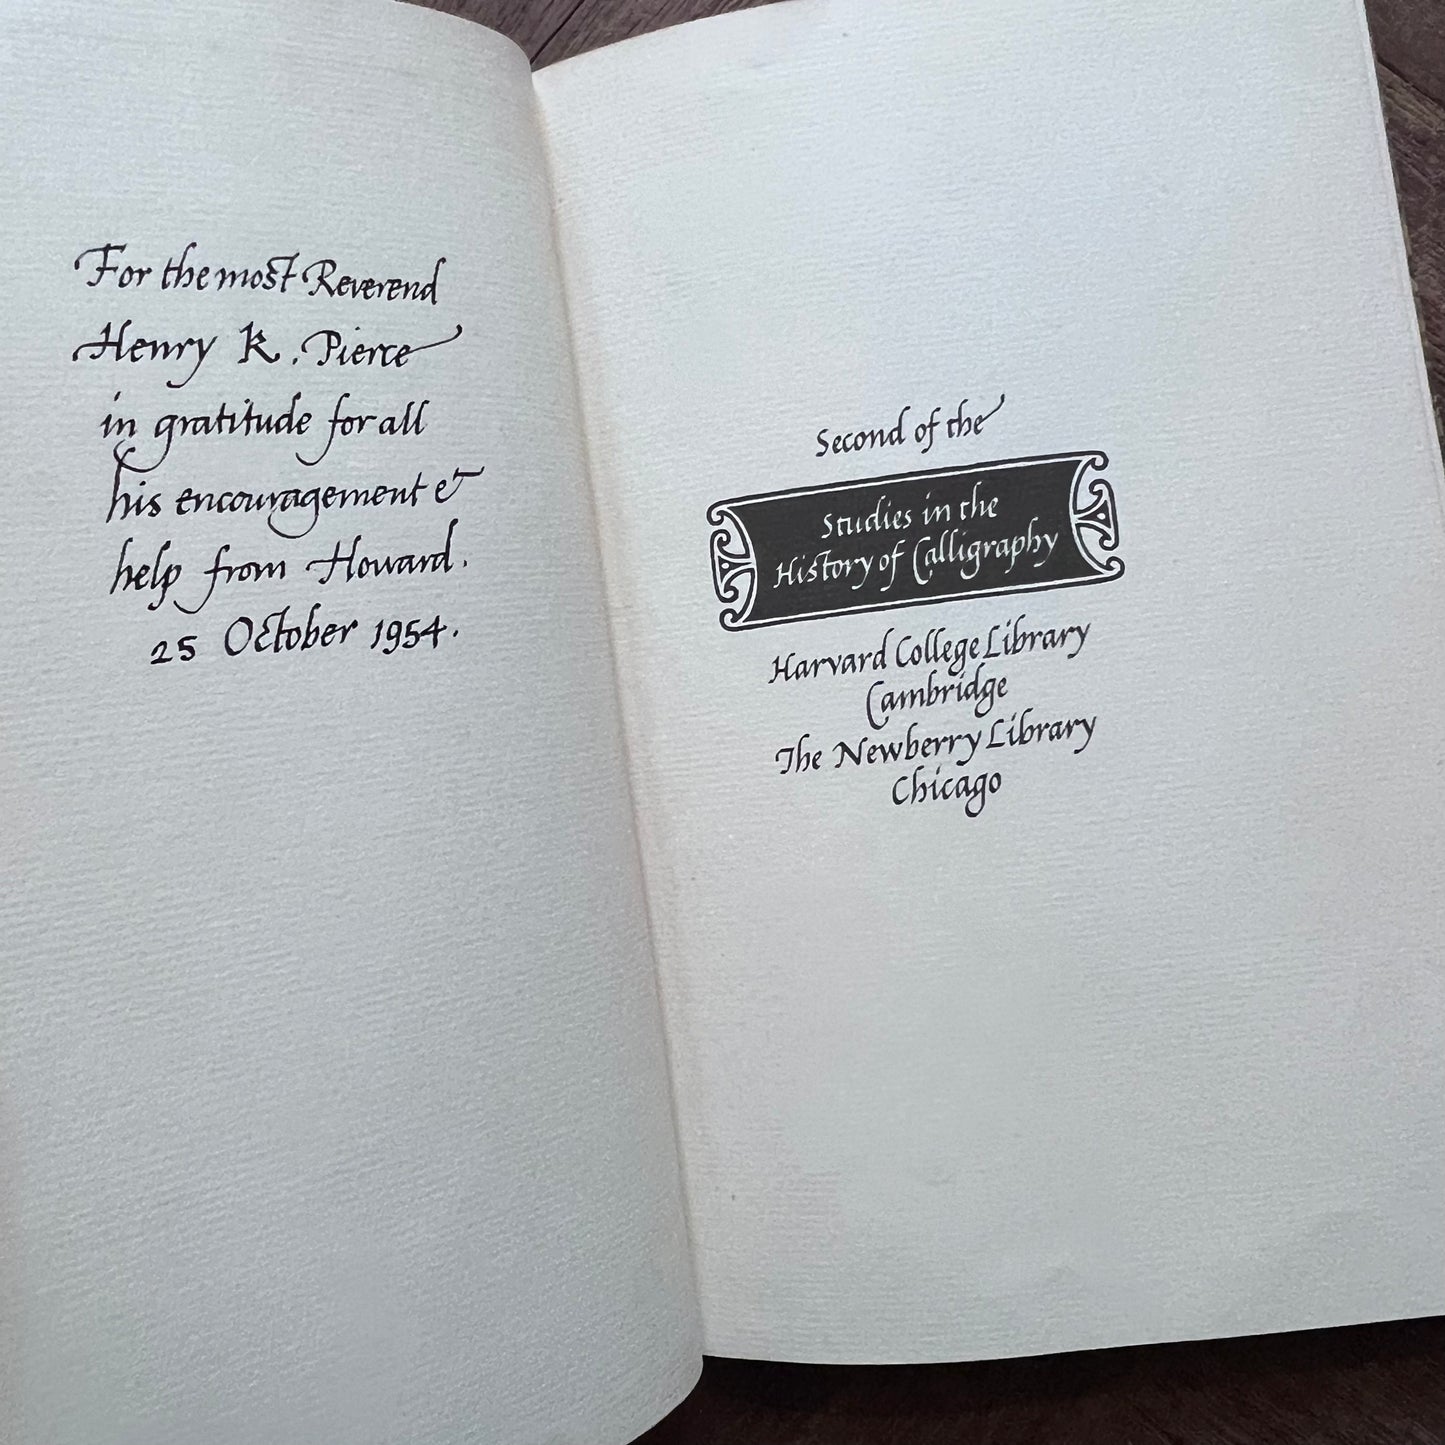 For the most Reverend
Henry K. Pierce
in gratitude for all
his encouragement &
help from Howard.
25 October 1954.
Second of the
Studies in the
History of Calligraphy
Harvard College Library
Cambridge
The Newberry Library
Chicago